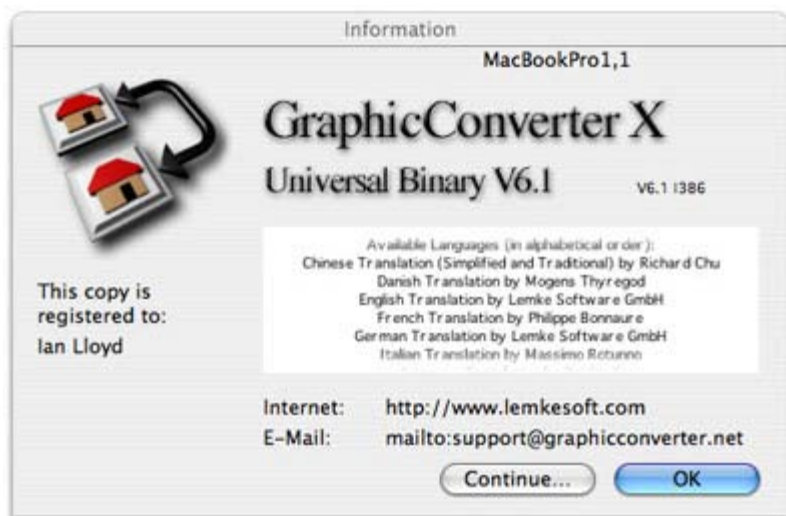 Information
MacBookPro1,1
GraphicConverter X
Universal Binary V6.1
V6.1 I386
Available Languages (in alphabetical order):
Chinese Translation (Simplified and Traditional) by Richard Chu
Danish Translation by Mogens Thyregod
English Translation by Lemke Software GmbH
French Translation by Philippe Bonnaure
German Translation by Lemke Software GmbH
Italian Translation by Massimo Rotunno
This copy is
registered to:
Ian Lloyd
Internet: http://www.lemkesoft.com
E-Mail: mailto:support@graphicconverter.net
Continue...
OK